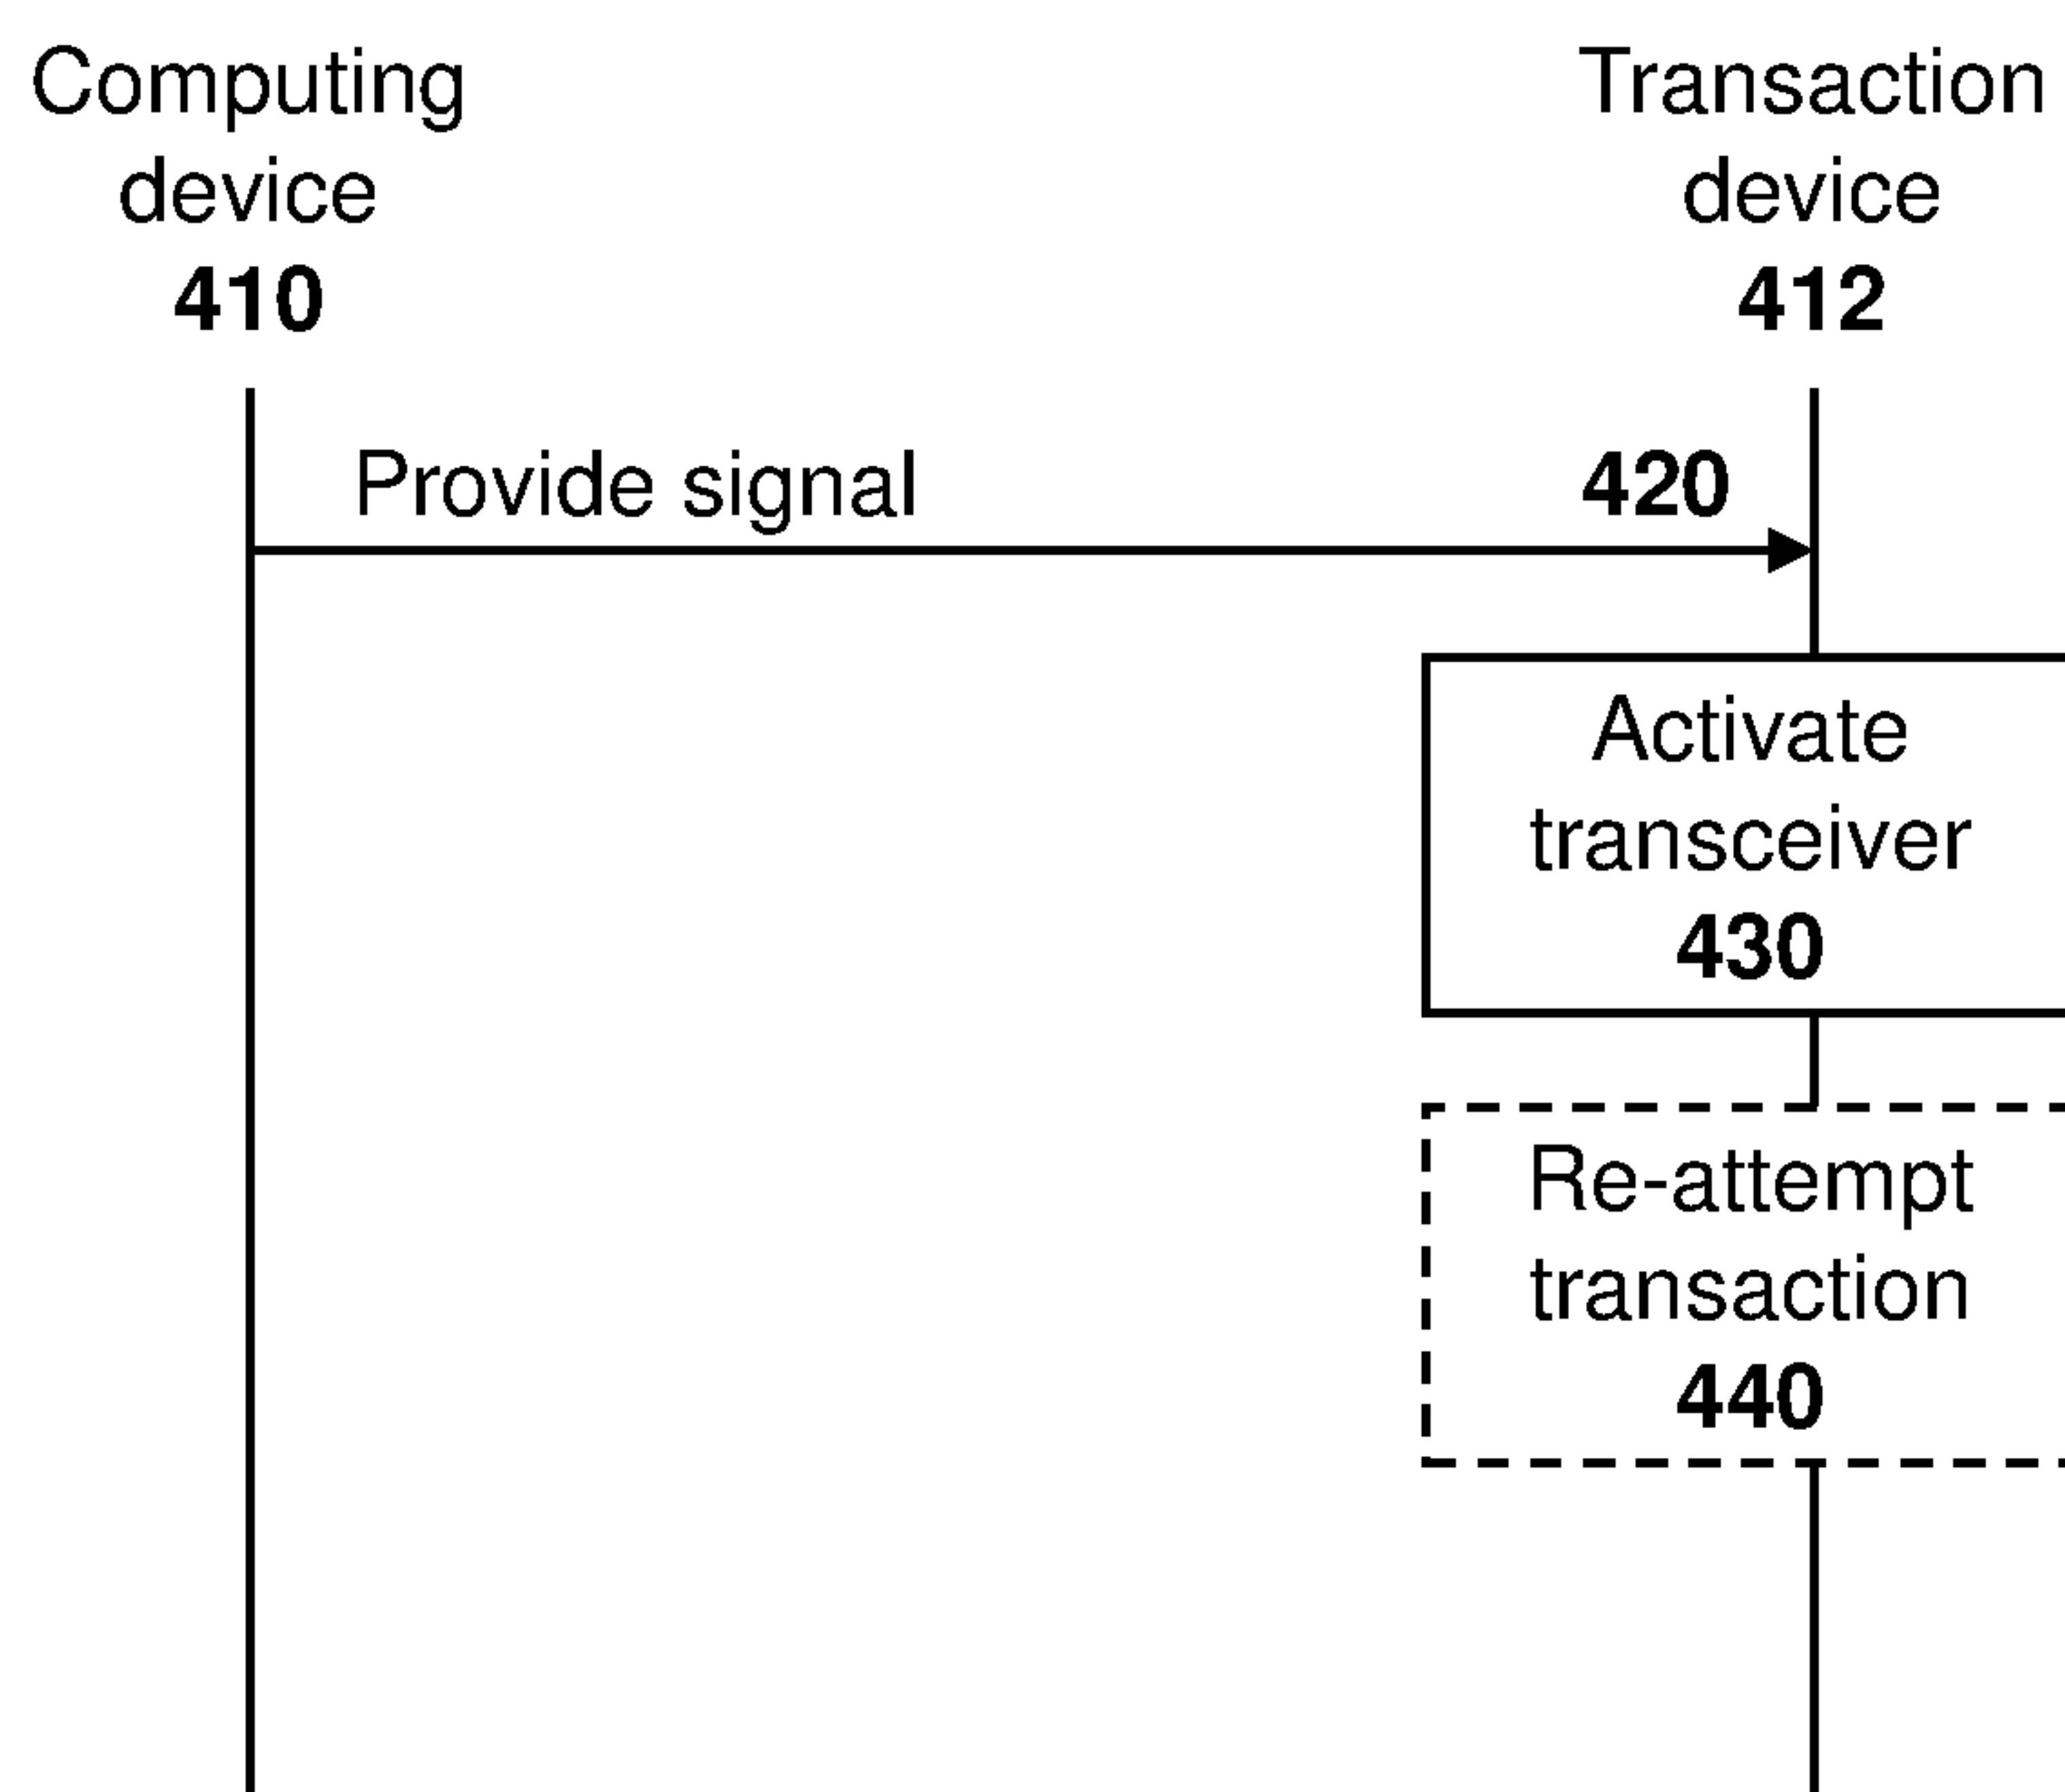 Computing
device
410
Transaction
device
412
Provide signal
420
Activate
transceiver
430
Re-attempt
transaction
440